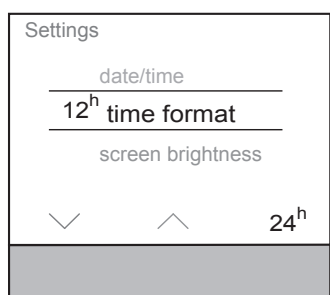 Settings
date/time
12h time format
screen brightness
24h